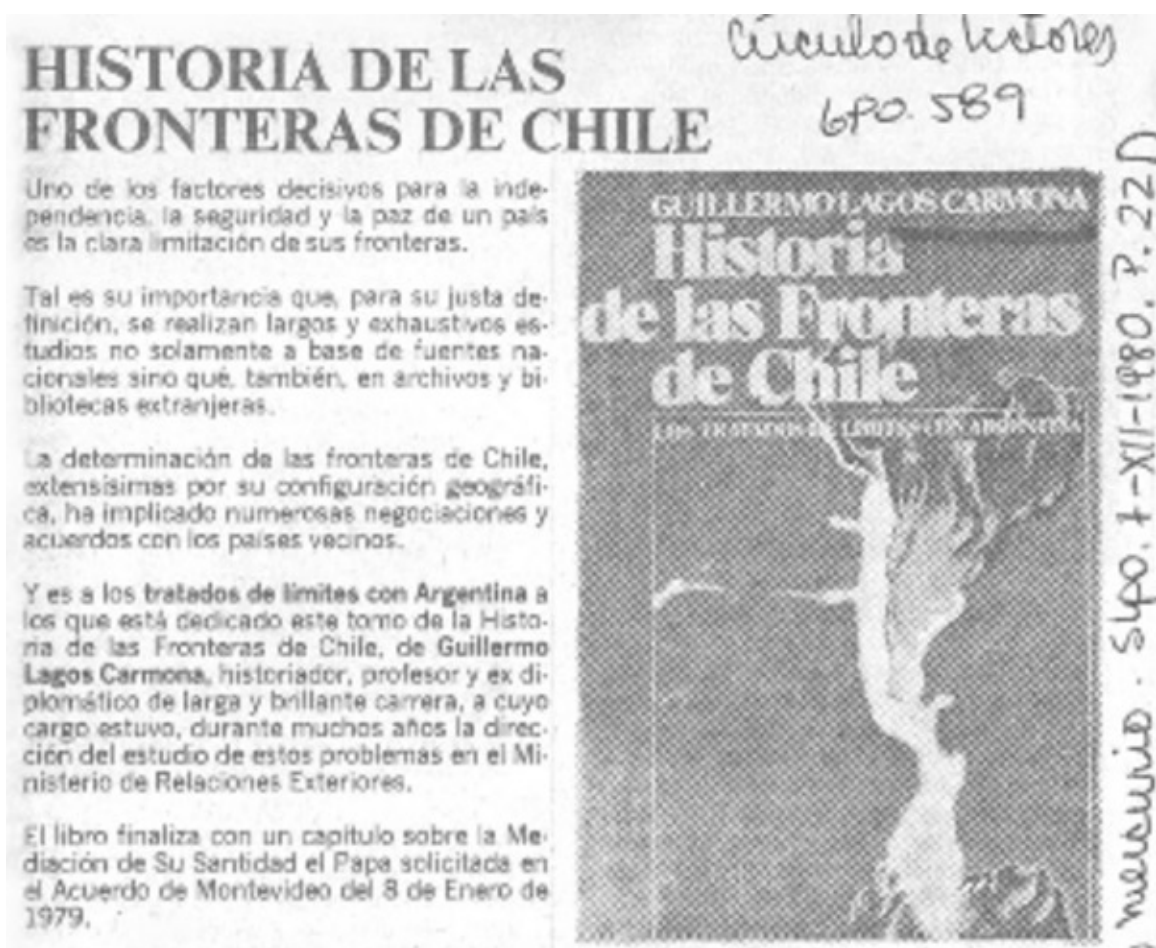 HISTORIA DE LAS
FRONTERAS DE CHILE
Círculo de lectores
589
Uno de los factores decisivos para la inde-
pendencia, la seguridad y la paz de un país
es la clara limitación de sus fronteras.
Tal es su importancia que, para su justa de-
finición, se realizan largos y exhaustivos es-
tudios no solamente a base de fuentes na-
cionales sino qué, también, en archivos y bi-
bliotecas extranjeras.
La determinación de las fronteras de Chile,
extensísimas por su configuración geográfi-
ca, ha implicado numerosas negociaciones y
acuerdos con los países vecinos.
Y es a los tratados de límites con Argentina a
los que está dedicado este tomo de la Histo-
ria de las Fronteras de Chile, de Guillermo
Lagos Carmona, historiador, profesor y ex di-
plomático de larga y brillante carrera, a cuyo
cargo estuvo, durante muchos años la direc-
ción del estudio de estos problemas en el Mi-
nisterio de Relaciones Exteriores.
El libro finaliza con un capítulo sobre la Me-
diación de Su Santidad el Papa solicitada en
el Acuerdo de Montevideo del 8 de Enero de
1979.
GUILLERMO LAGOS CARMONA
Historia
de las Fronteras
de Chile
LOS TRATADOS DE LIMITES CON ARGENTINA
mercurio. Stgo. 7-XII-1980. P. 22 D